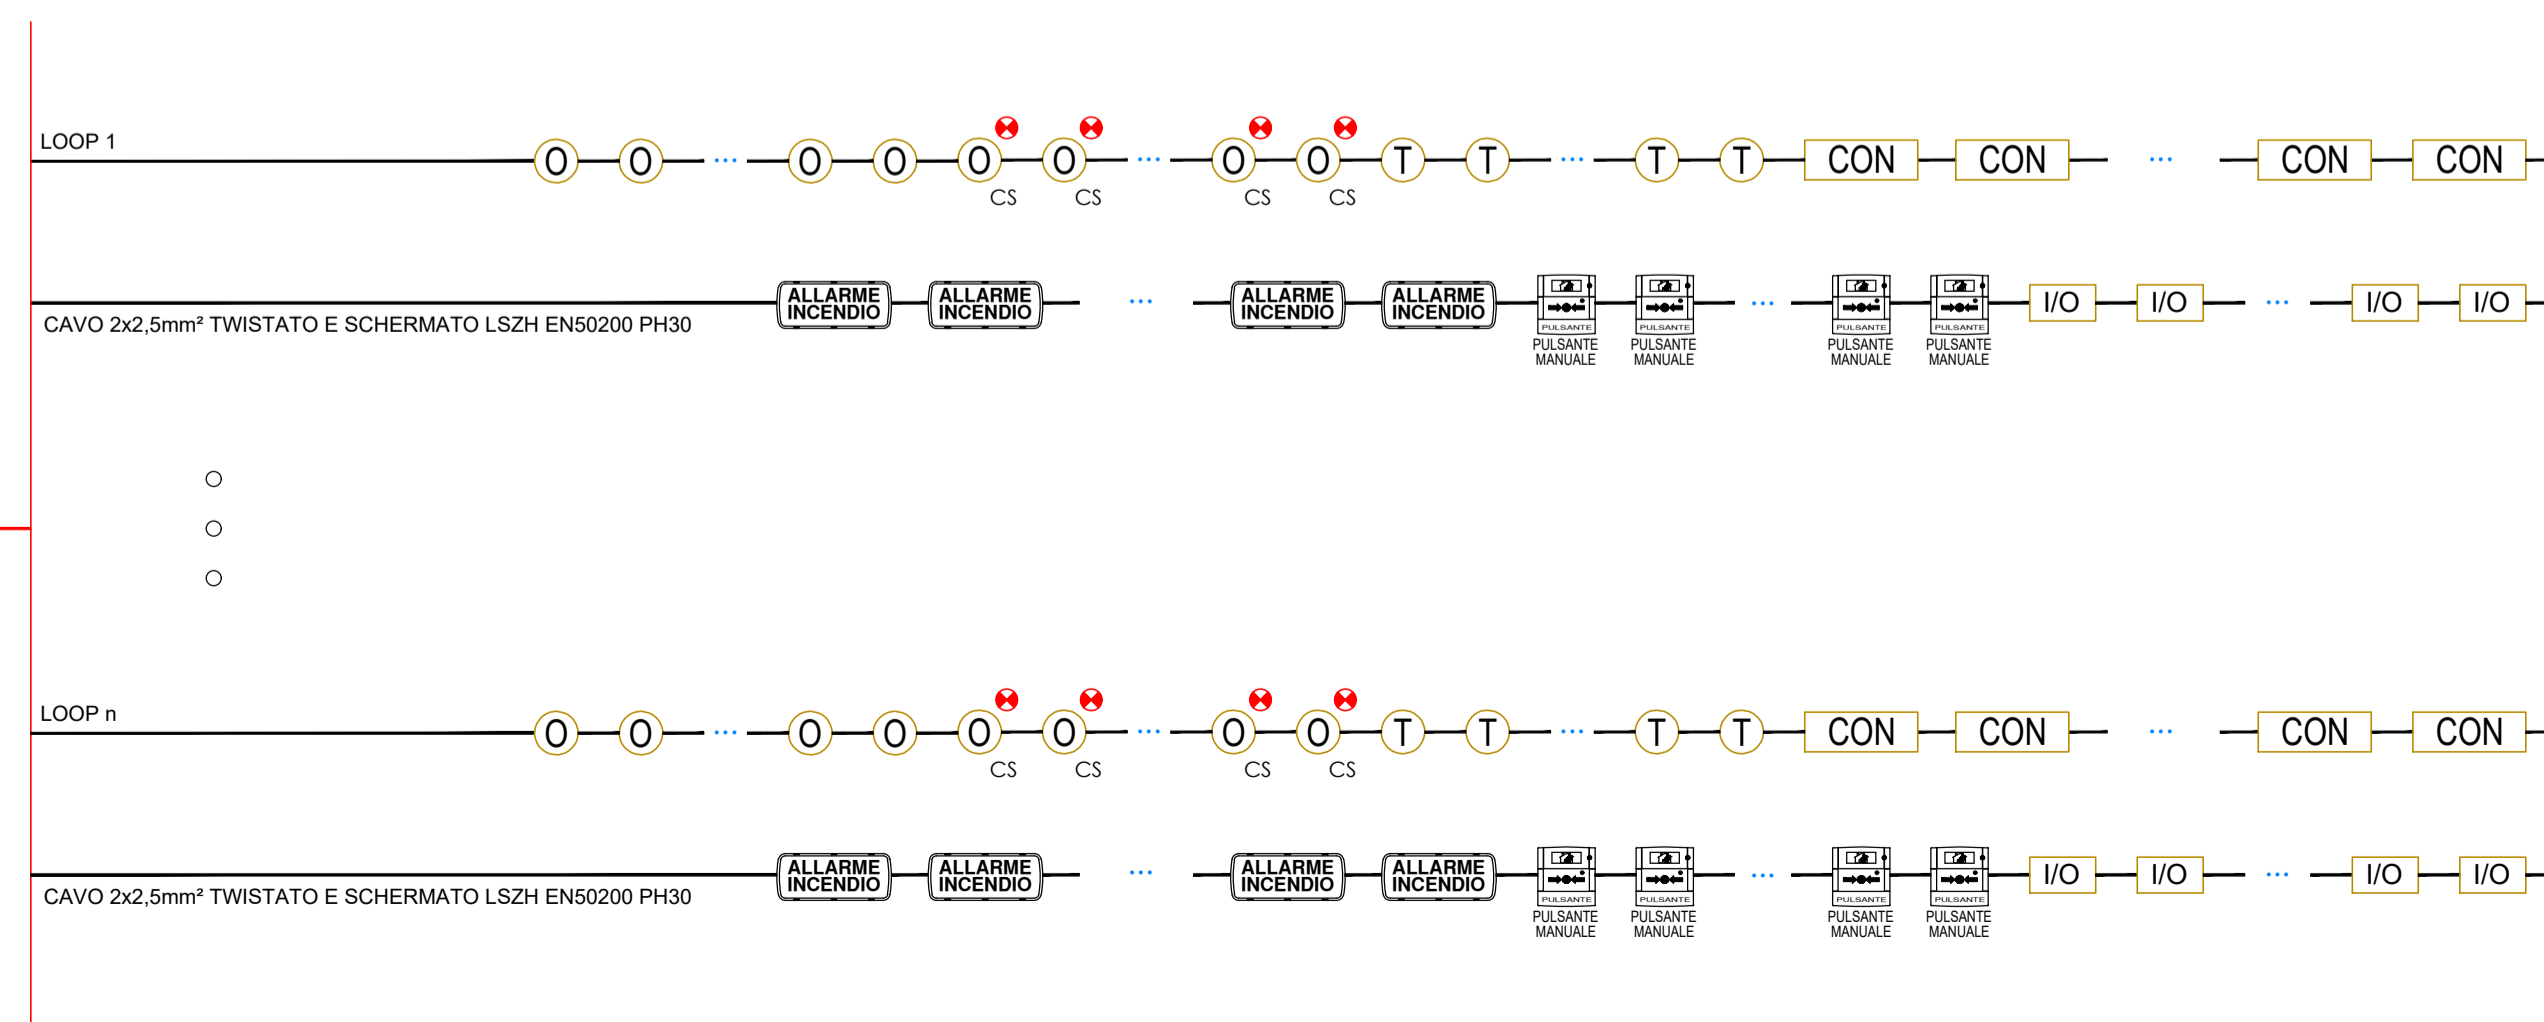 LOOP 1
O O ... O O O O ... O O T T ... T T CON CON ... CON CON
CS CS CS CS
ALLARME INCENDIO ALLARME INCENDIO ... ALLARME INCENDIO ALLARME INCENDIO PULSANTE PULSANTE ... PULSANTE PULSANTE I/O I/O ... I/O I/O
CAVO 2x2,5mm² TWISTATO E SCHERMATO LSZH EN50200 PH30
PULSANTE PULSANTE PULSANTE PULSANTE
MANUALE MANUALE MANUALE MANUALE
LOOP n
O O ... O O O O ... O O T T ... T T CON CON ... CON CON
CS CS CS CS
ALLARME INCENDIO ALLARME INCENDIO ... ALLARME INCENDIO ALLARME INCENDIO PULSANTE PULSANTE ... PULSANTE PULSANTE I/O I/O ... I/O I/O
CAVO 2x2,5mm² TWISTATO E SCHERMATO LSZH EN50200 PH30
PULSANTE PULSANTE PULSANTE PULSANTE
MANUALE MANUALE MANUALE MANUALE